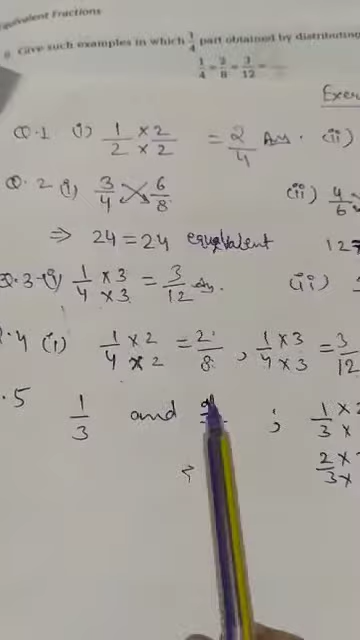 Equivalent Fractions
Give such examples in which 1/4 part obtained by distributing
1/4 = 2/8 = 3/12 =
Exer
Q.1 (i) 1/2 × 2/2 = 2/4 Ans. (ii)
Q.2 (i) 3/4 × 6/8 (ii) 4/6
⇒ 24 = 24 equevalent 12
Q.3 (i) 1/4 × 3/3 = 3/12 Ans. (ii)
.4 (i) 1/4 × 2/2 = 2/8 , 1/4 × 3/3 = 3/12
.5 1/3 and ; 1/3 ×
2/3 ×